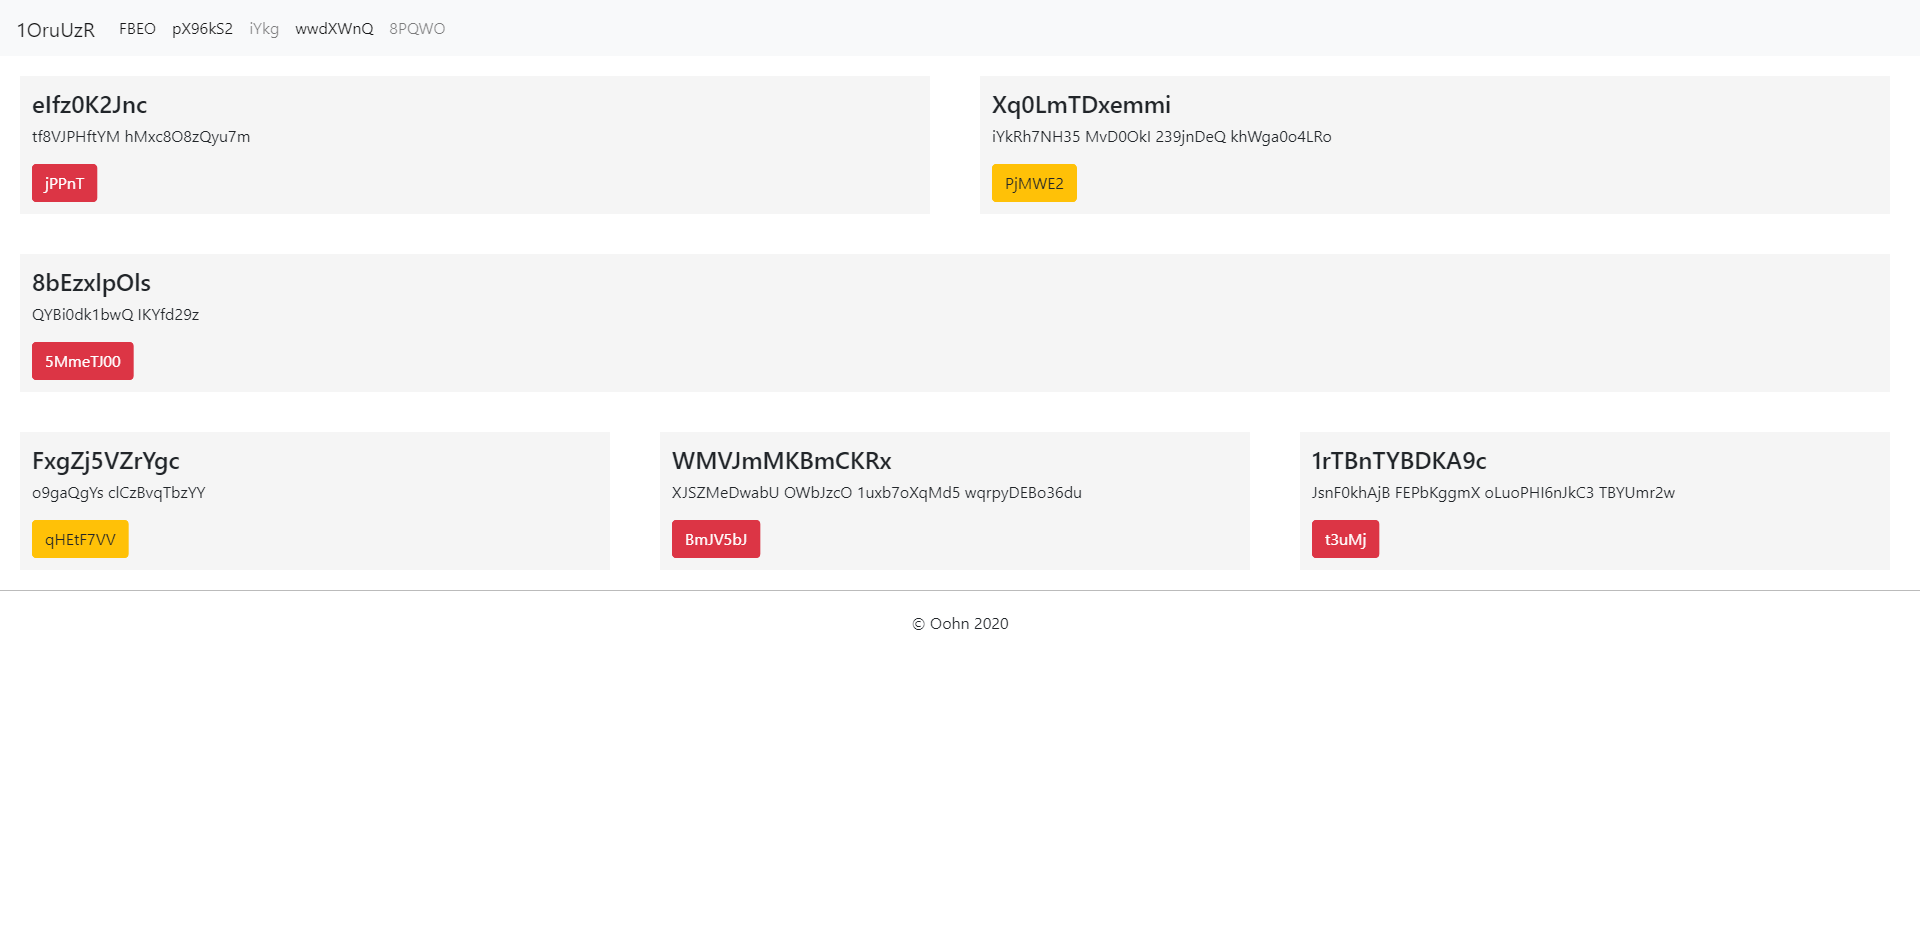 1OruUzR FBEO pX96kS2 iYkg wwdXWnQ 8PQWO
eIfz0K2Jnc
tf8VJPHftYM hMxc8O8zQyu7m
jPPnT
Xq0LmTDxemmi
iYkRh7NH35 MvD0OkI 239jnDeQ khWga0o4LRo
PjMWE2
8bEzxlpOls
QYBi0dk1bwQ IKYfd29z
5MmeTJ00
FxgZj5VZrYgc
o9gaQgYs clCzBvqTbzYY
qHEtF7VV
WMVJmMKBmCKRx
XJSZMeDwabU OWbJzcO 1uxb7oXqMd5 wqrpyDEBo36du
BmJV5bJ
1rTBnTYBDKA9c
JsnF0khAjB FEPbKggmX oLuoPHI6nJkC3 TBYUmr2w
t3uMj
© Oohn 2020